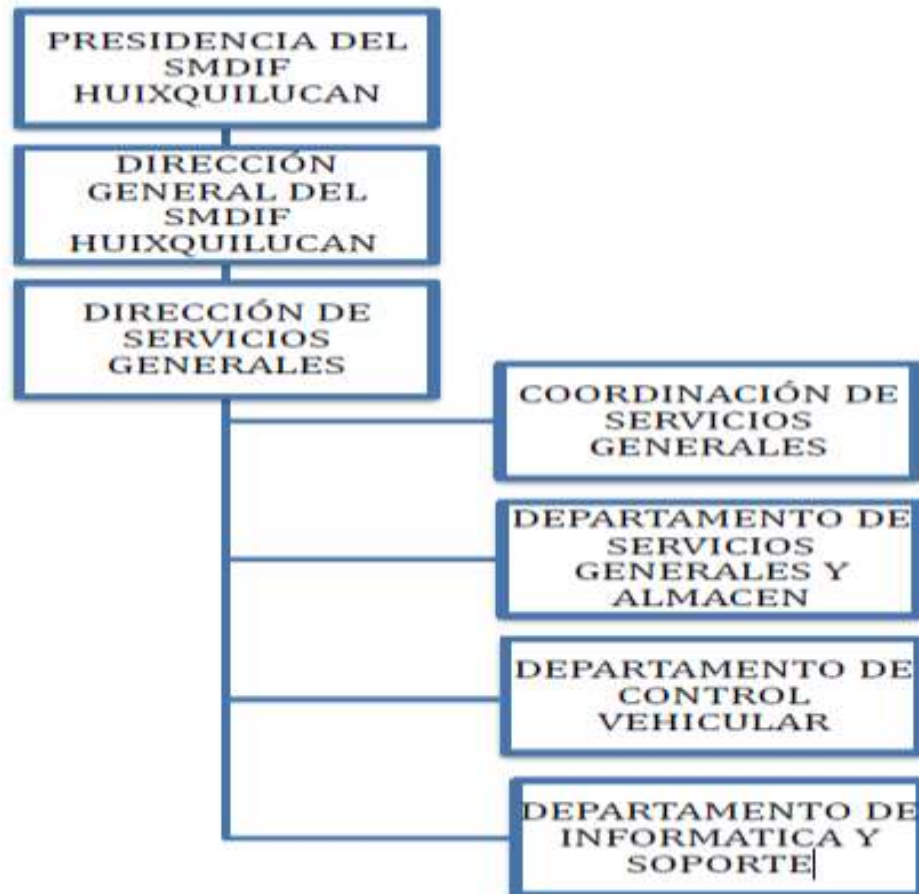 PRESIDENCIA DEL
SMDIF
HUIXQUILUCAN
DIRECCIÓN
GENERAL DEL
SMDIF
HUIXQUILUCAN
DIRECCIÓN DE
SERVICIOS
GENERALES
COORDINACIÓN DE
SERVICIOS
GENERALES
DEPARTAMENTO DE
SERVICIOS
GENERALES Y
ALMACEN
DEPARTAMENTO DE
CONTROL
VEHICULAR
DEPARTAMENTO DE
INFORMATICA Y
SOPORTE